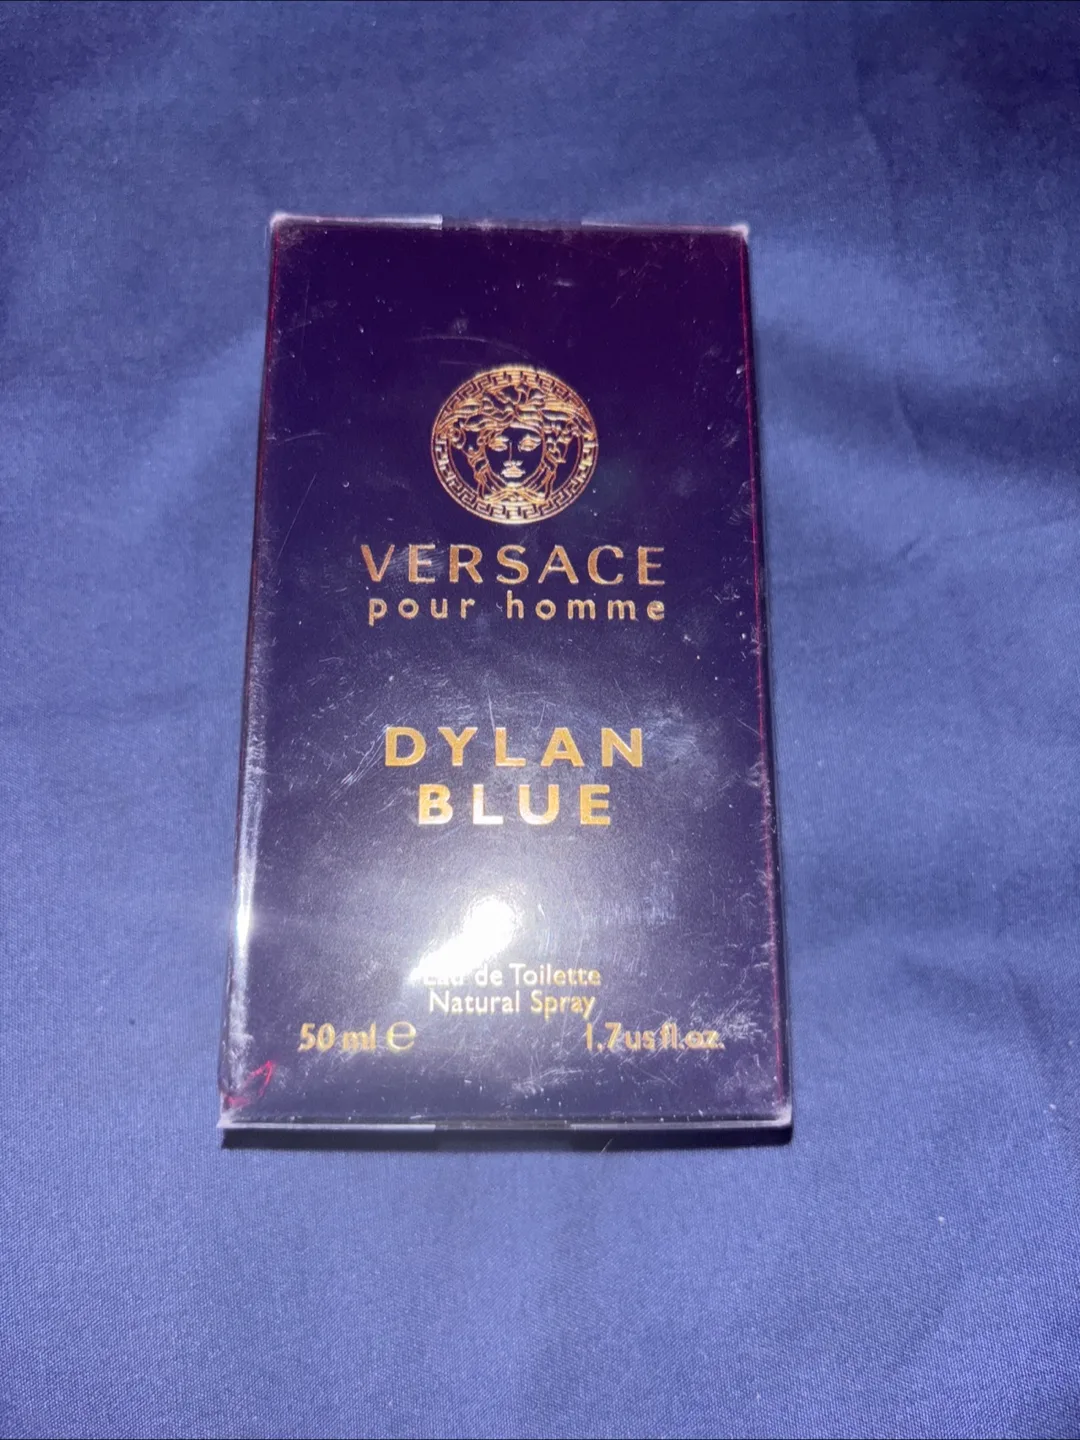 VERSACE
pour homme
DYLAN
BLUE
Eau de Toilette
Natural Spray
50 ml e 1.7 us fl.oz.